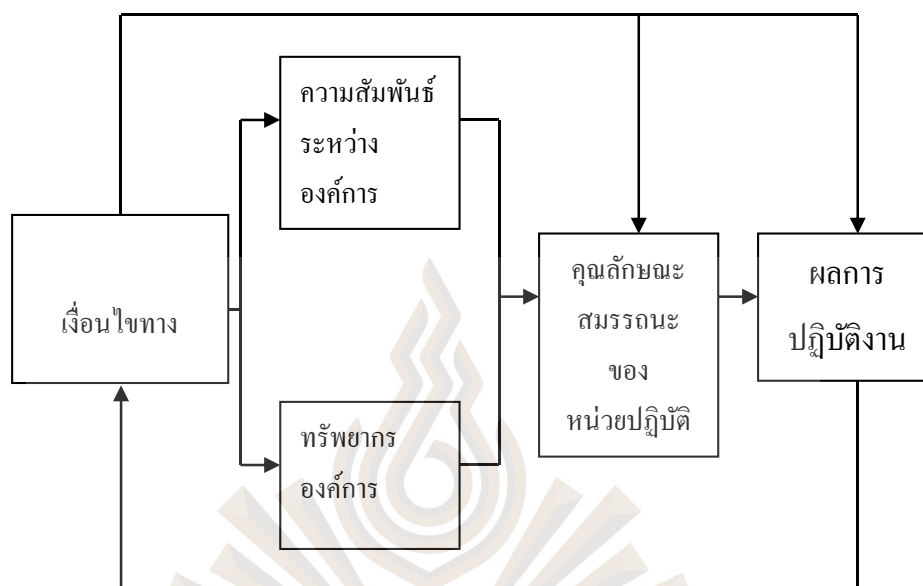 ความสัมพันธ์
ระหว่าง
องค์การ
เงื่อนไขทาง
ทรัพยากร
องค์การ
คุณลักษณะ
สมรรถนะ
ของ
หน่วยปฏิบัติ
ผลการ
ปฏิบัติงาน